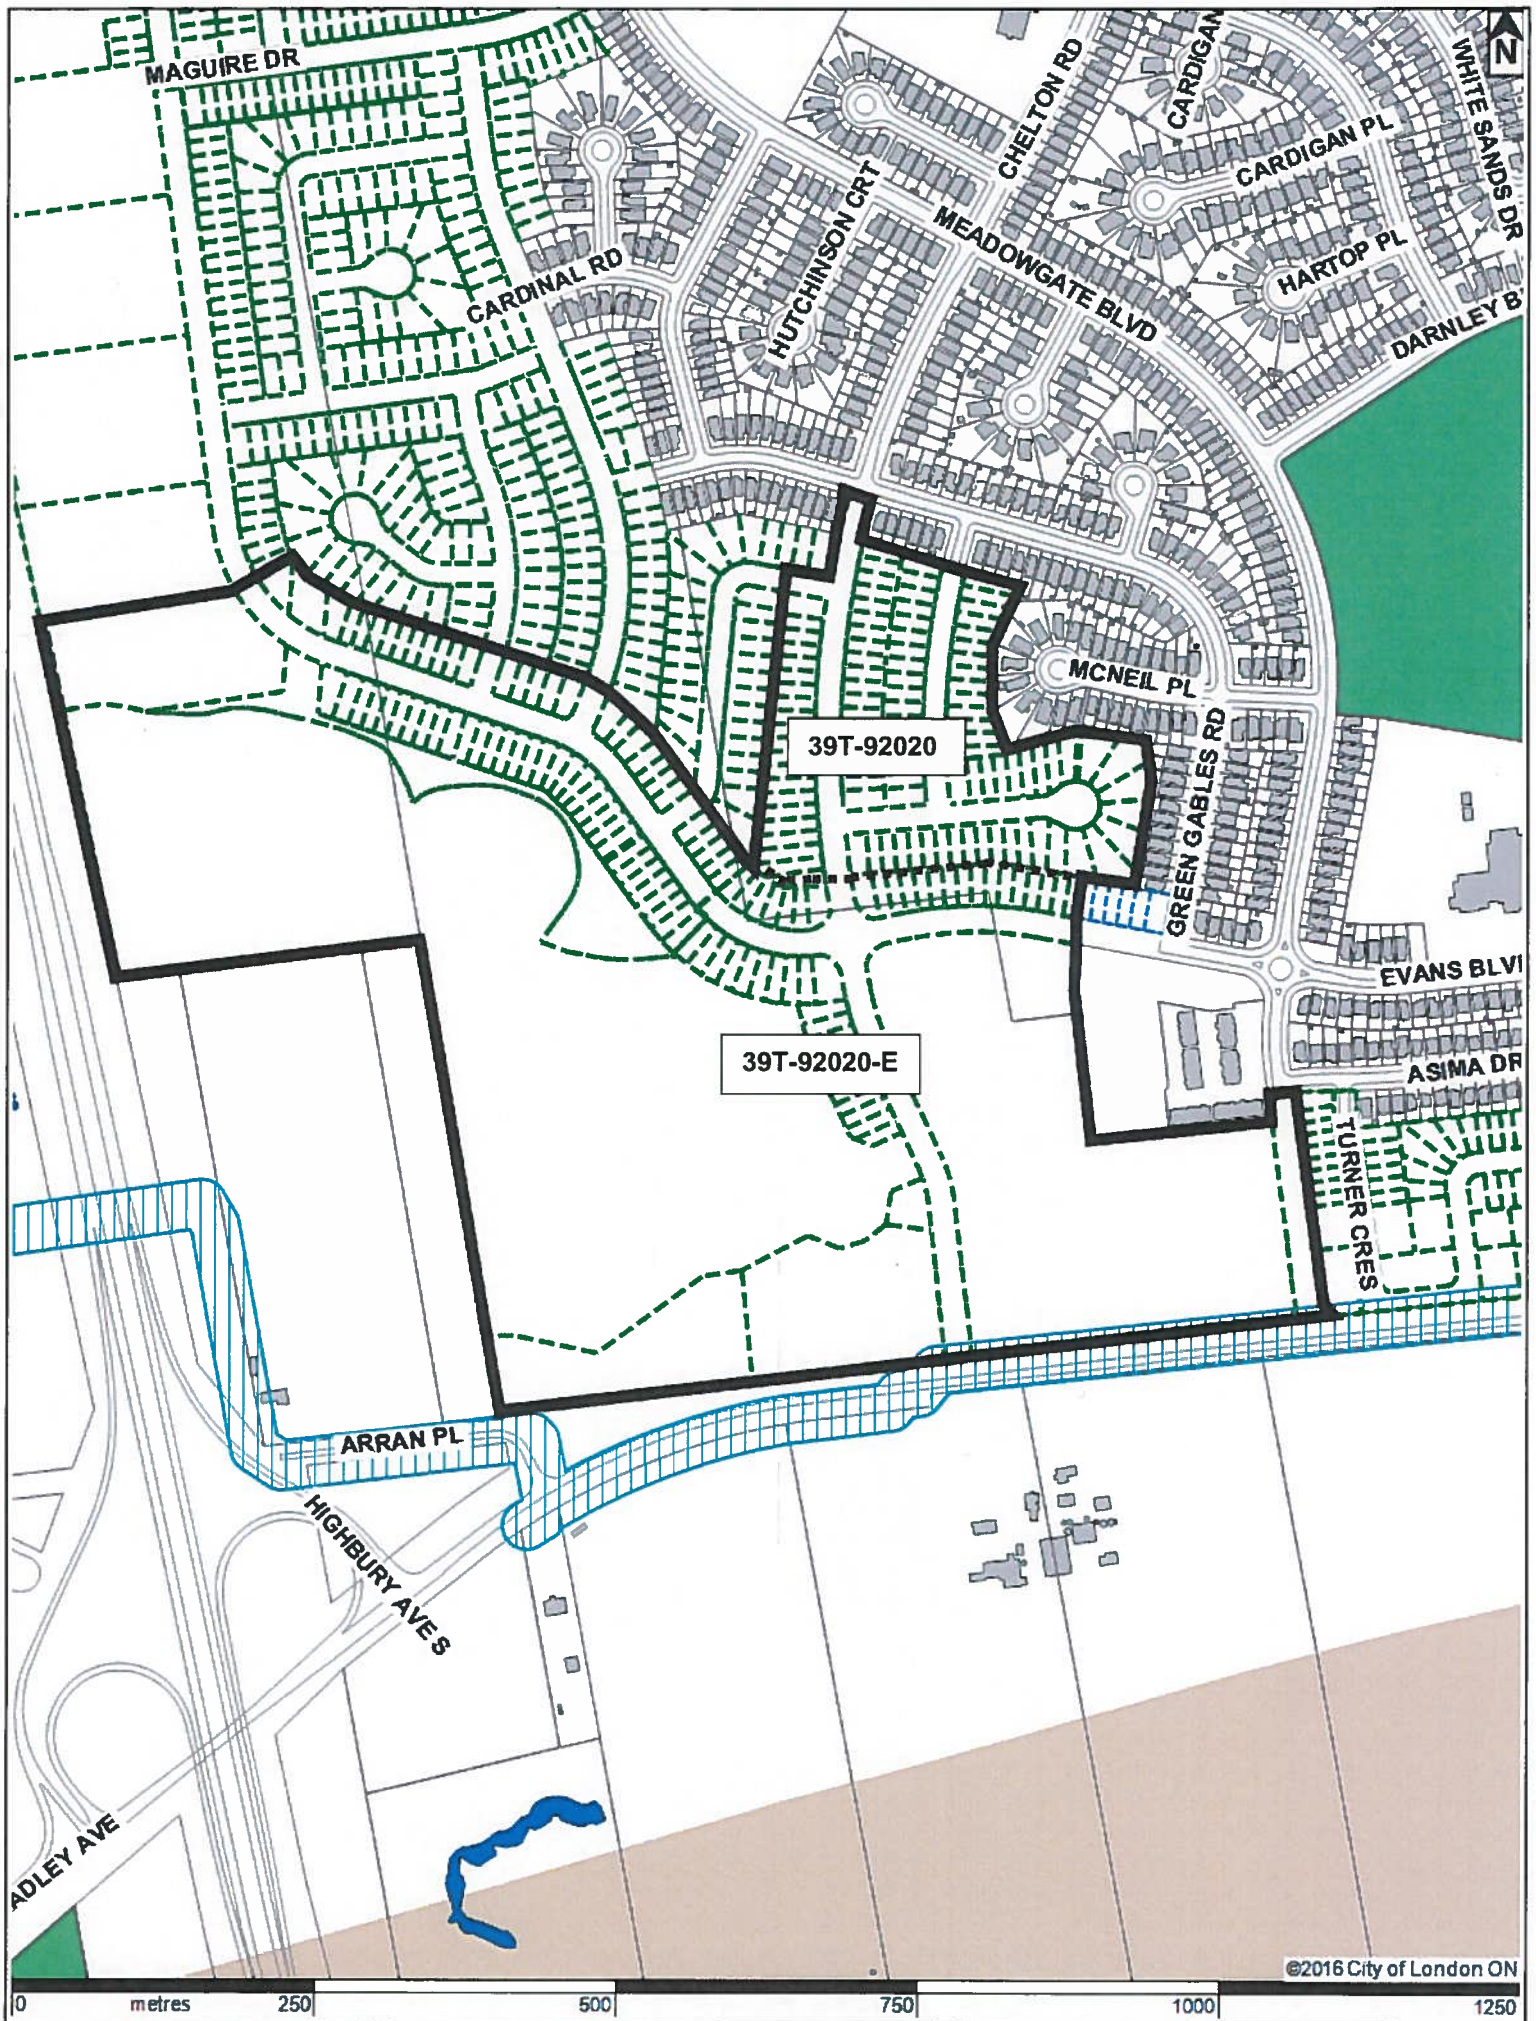 N
MAGUIRE DR
CHELTON RD
CARDIGAN
WHITE SANDS DR
CARDIGAN PL
HUTCHINSON CRT
MEADOWGATE BLVD
HARTOP PL
CARDINAL RD
DARNLEY B
MCNEIL PL
39T-92020
GREEN GABLES RD
EVANS BLV
39T-92020-E
ASIMA DR
TURNER CRES
ARRAN PL
HIGHBURY AVE S
ADLEY AVE
©2016 City of London ON
0 metres 250 500 750 1000 1250